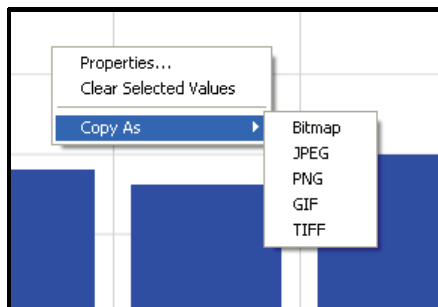 Properties...
Clear Selected Values
Copy As
Bitmap
JPEG
PNG
GIF
TIFF